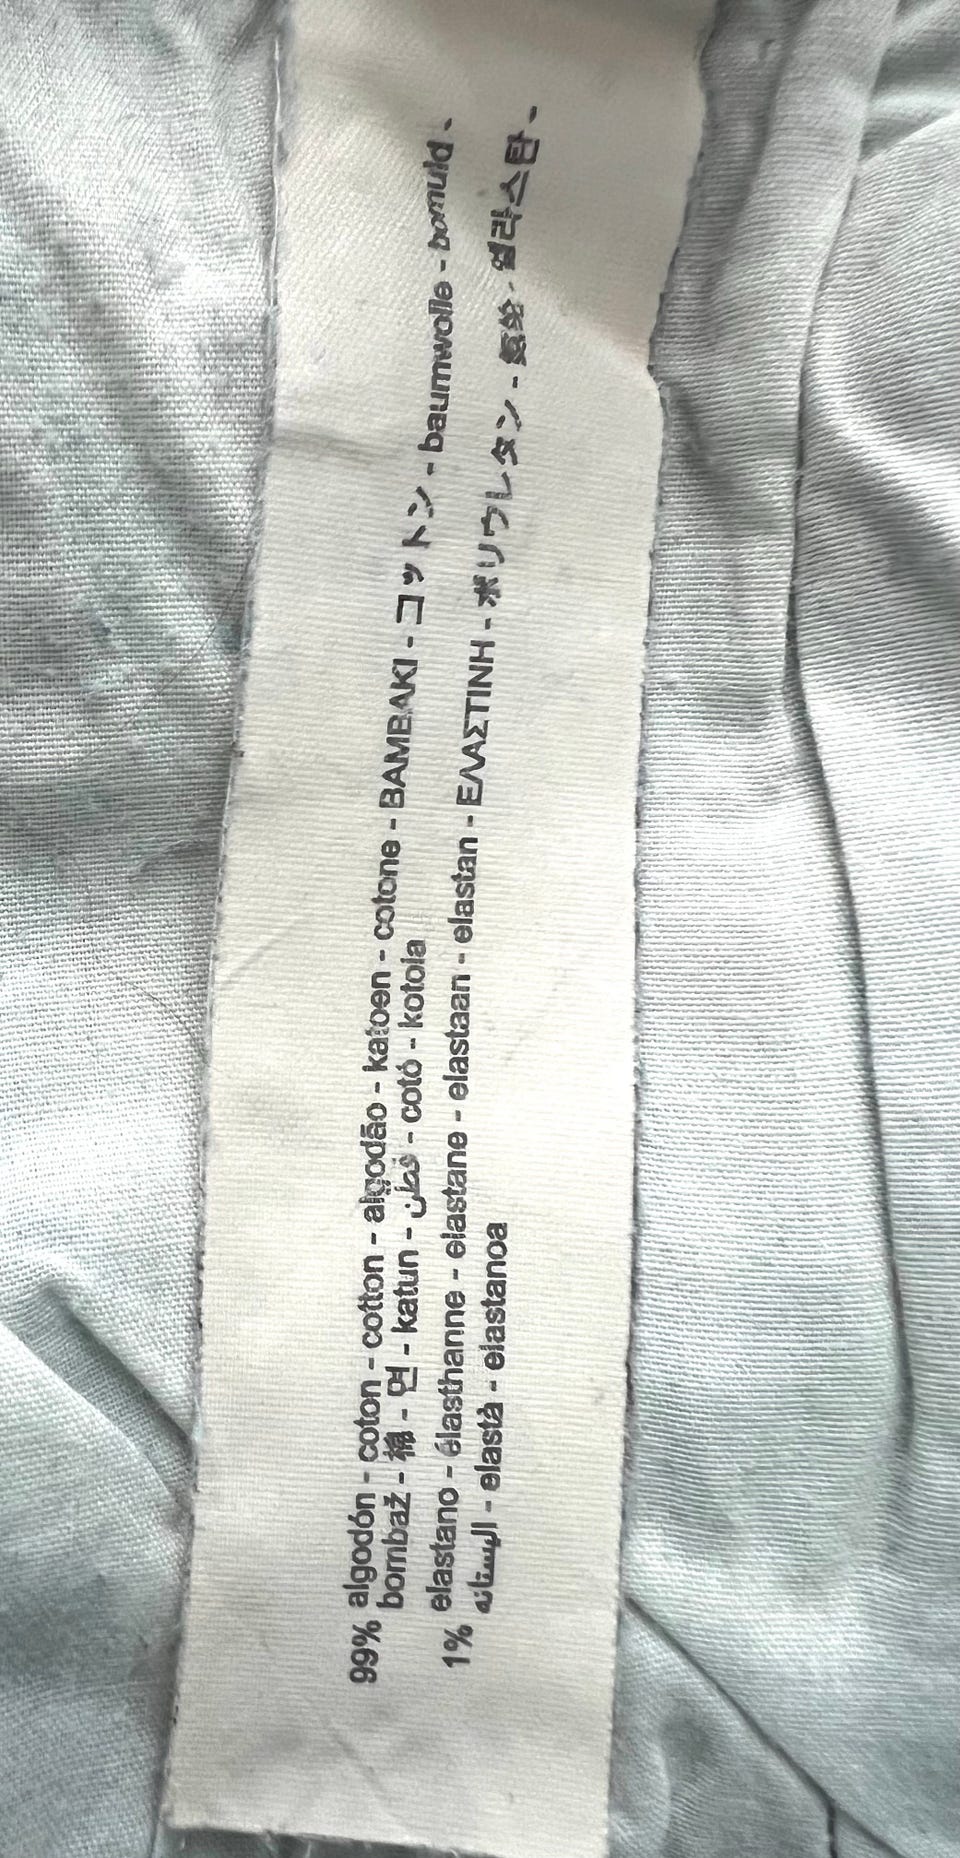 99% algodón - coton - cotton - algodão - katoen - cotone - ΒΑΜΒΑΚΙ - コットン - baumwolle - bomuld -
bombaž - 棉 - 면 - katun - قطن - cotó - kotoia
1% elastano - élasthanne - elastane - elastaan - elastan - ΕΛΑΣΤΙΝΗ - ポリウレタン - 氨纶 - 엘라스탄 -
اليستانه - elastà - elastanoa